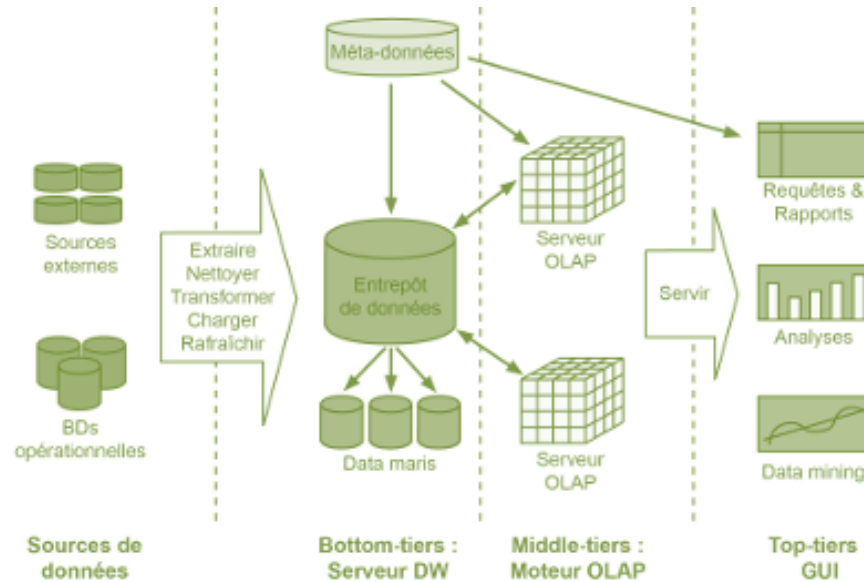 Méta-données
Sources
externes
BDs
opérationnelles
Extraire
Nettoyer
Transformer
Charger
Rafraîchir
Entrepôt
de données
Data maris
Serveur
OLAP
Serveur
OLAP
Servir
Requêtes &
Rapports
Analyses
Data mining
Sources de
données
Bottom-tiers :
Serveur DW
Middle-tiers :
Moteur OLAP
Top-tiers
GUI